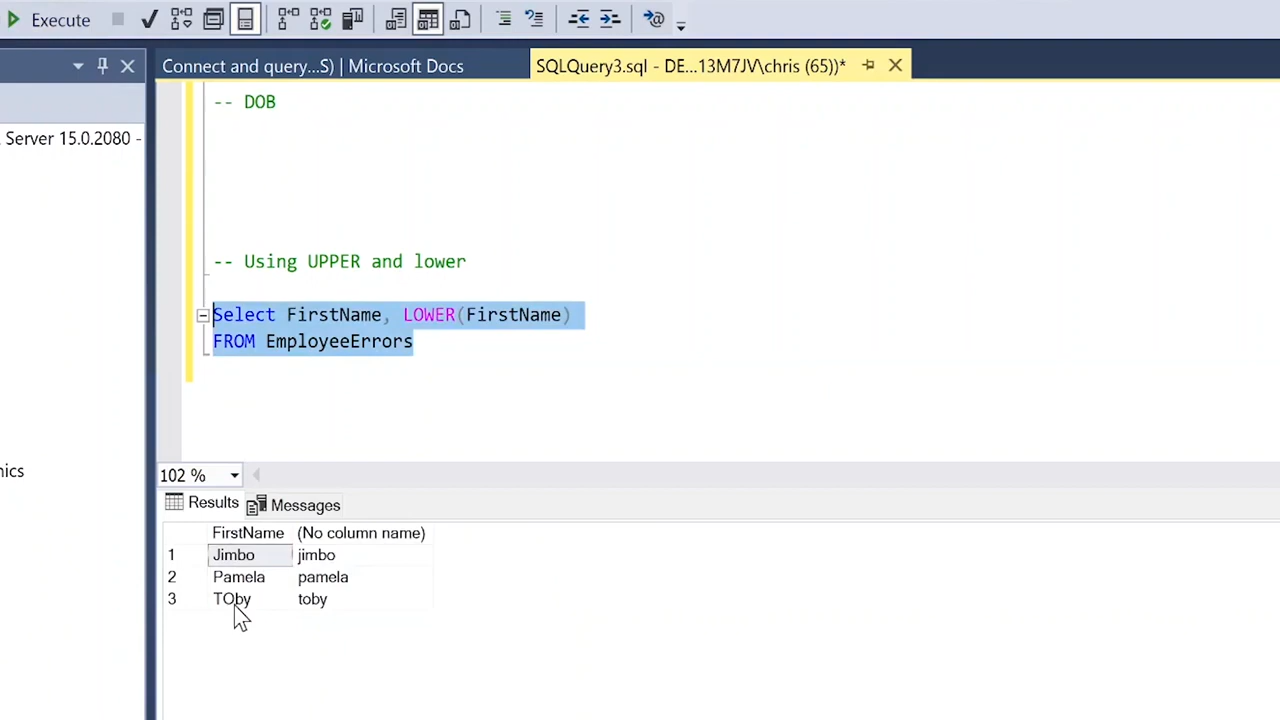 Execute
Connect and query...S) | Microsoft Docs
SQLQuery3.sql - DE...13M7JV\chris (65))*
Server 15.0.2080 -
-- DOB
-- Using UPPER and lower
Select FirstName, LOWER(FirstName)
FROM EmployeeErrors
nics
102 %
Results
Messages
FirstName (No column name)
1 Jimbo jimbo
2 Pamela pamela
3 TOby toby